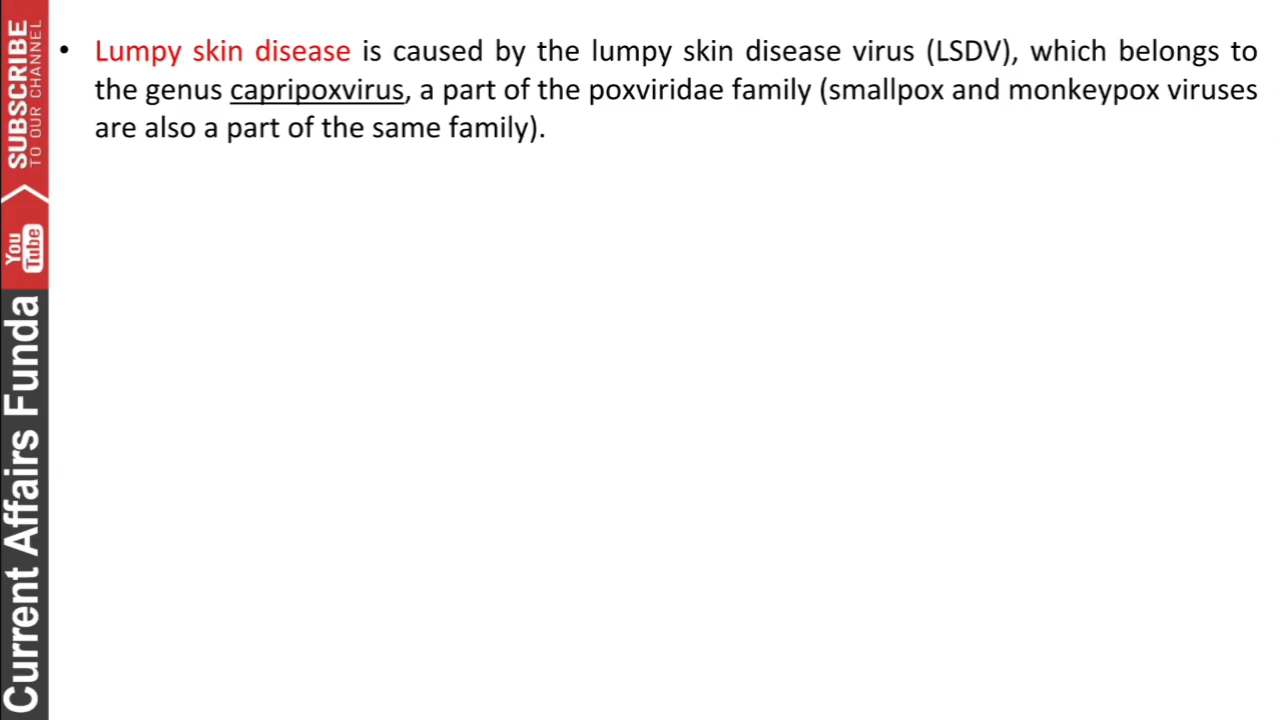 • Lumpy skin disease is caused by the lumpy skin disease virus (LSDV), which belongs to
the genus capripoxvirus, a part of the poxviridae family (smallpox and monkeypox viruses
are also a part of the same family).
SUBSCRIBE
TO OUR CHANNEL
You
Tube
Current Affairs Funda